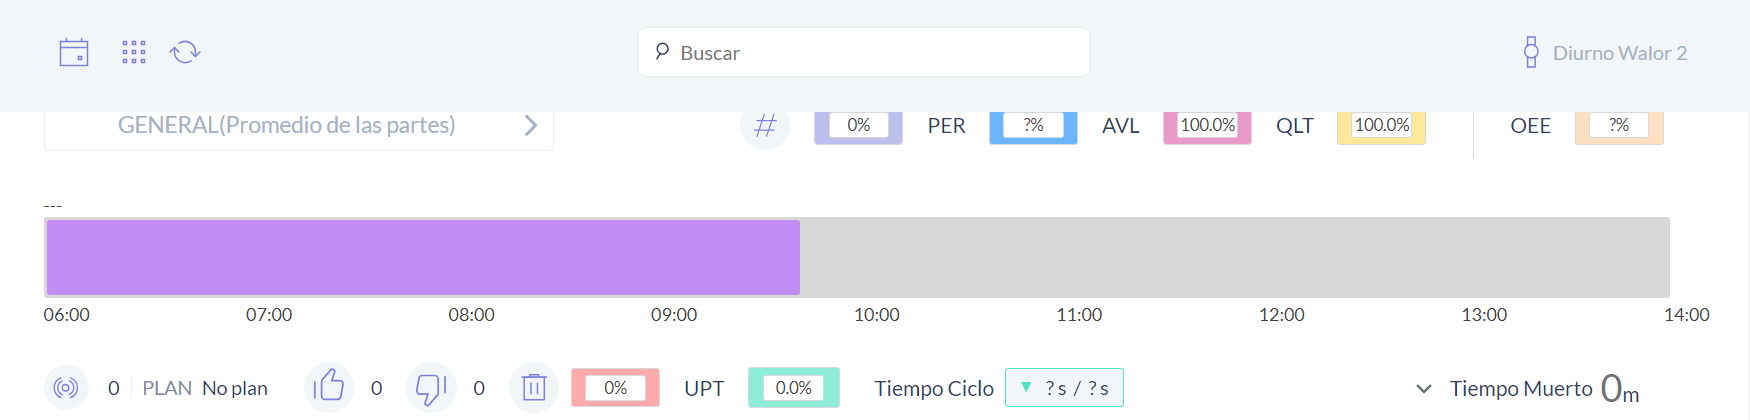 Buscar
Diurno Walor 2
GENERAL(Promedio de las partes)
# 0% PER ?% AVL 100.0% QLT 100.0% OEE ?%
---
06:00 07:00 08:00 09:00 10:00 11:00 12:00 13:00 14:00
0 PLAN No plan 0 0 0% UPT 0.0% Tiempo Ciclo ▼ ? s / ? s Tiempo Muerto 0m